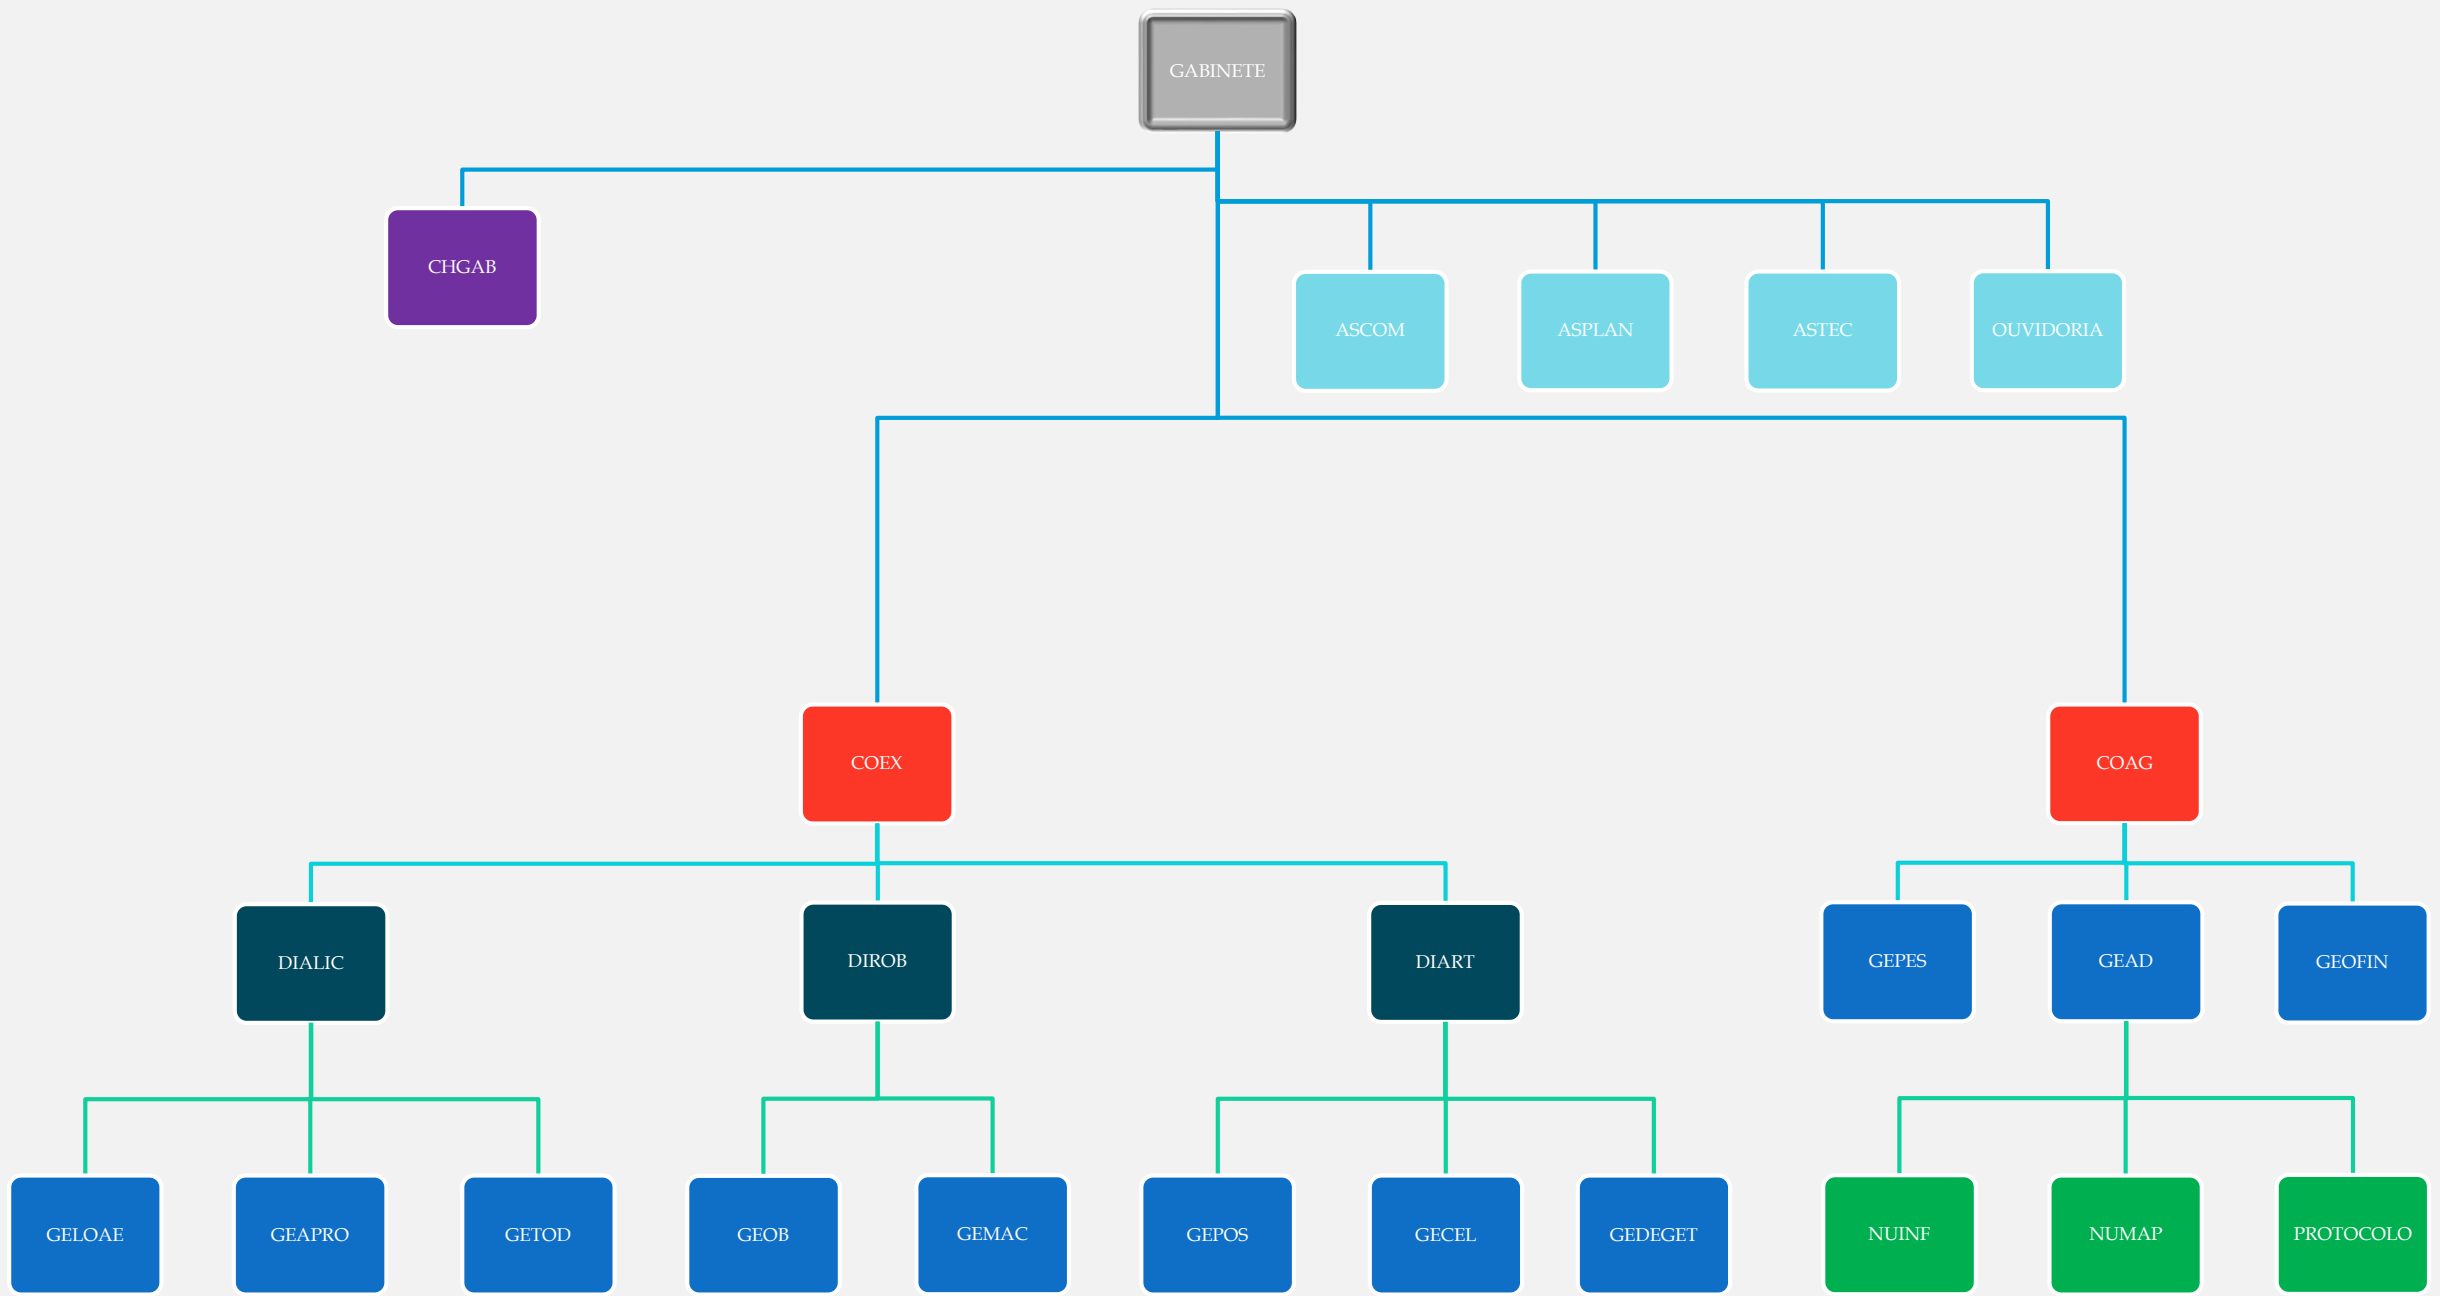 GABINETE
CHGAB
ASCOM
ASPLAN
ASTEC
OUVIDORIA
COEX
COAG
DIALIC
DIROB
DIART
GEPES
GEAD
GEOFIN
GELOAE
GEAPRO
GETOD
GEOB
GEMAC
GEPOS
GECEL
GEDEGET
NUINF
NUMAP
PROTOCOLO